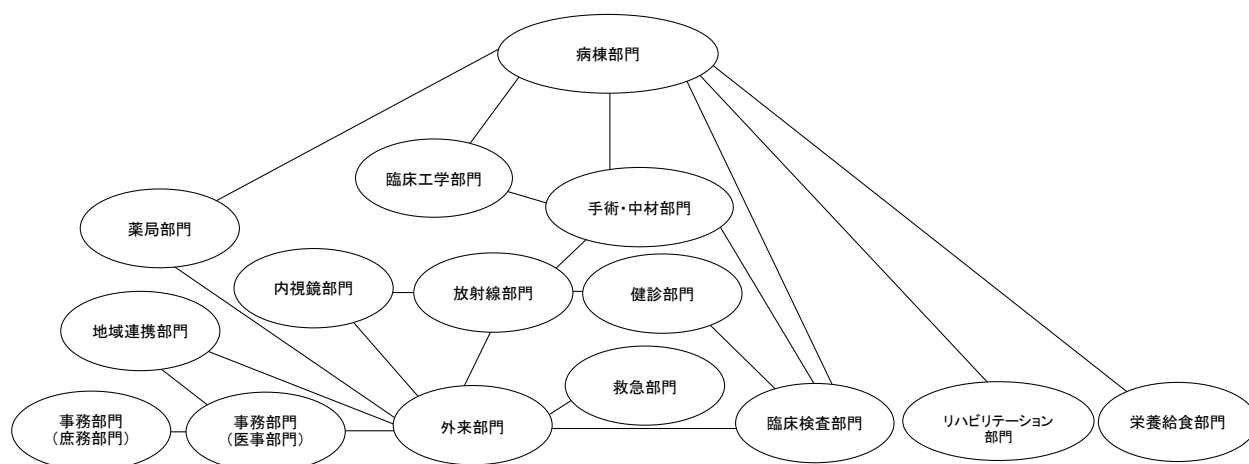 病棟部門
臨床工学部門
手術・中材部門
薬局部門
内視鏡部門
放射線部門
健診部門
地域連携部門
救急部門
事務部門
（庶務部門）
事務部門
（医事部門）
外来部門
臨床検査部門
リハビリテーション
部門
栄養給食部門